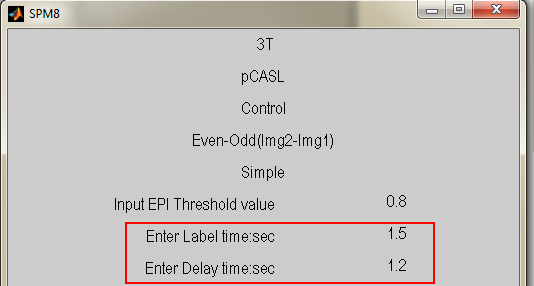 SPM8
3T
pCASL
Control
Even-Odd(Img2-Img1)
Simple
Input EPI Threshold value 0.8
Enter Label time:sec 1.5
Enter Delay time:sec 1.2